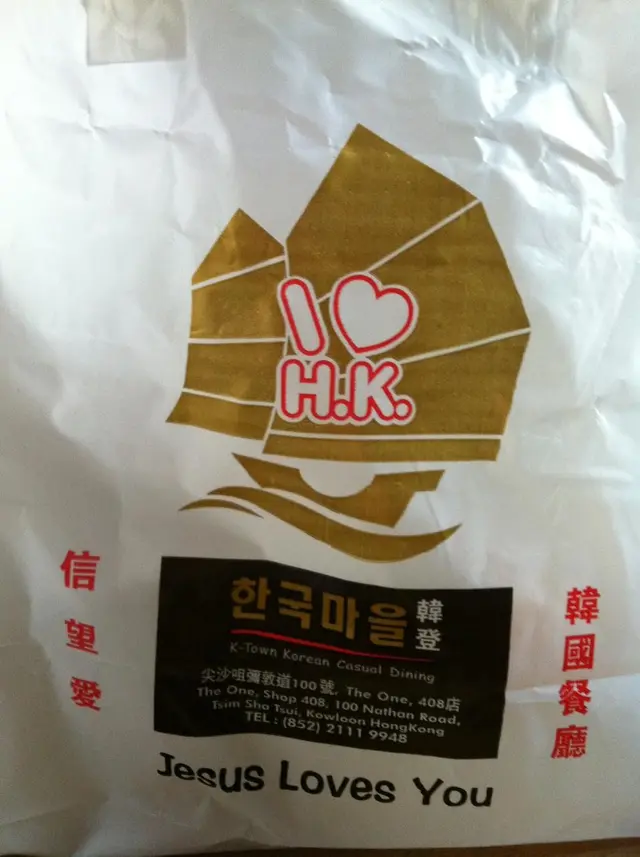 I ♡
H.K.
信望愛
한국마을 韓登
K-Town Korean Casual Dining
尖沙咀彌敦道100號, The One, 408店
The One, Shop 408, 100 Nathan Road,
Tsim Sha Tsui, Kowloon HongKong
TEL : (852) 2111 9948
韓國餐廳
Jesus Loves You